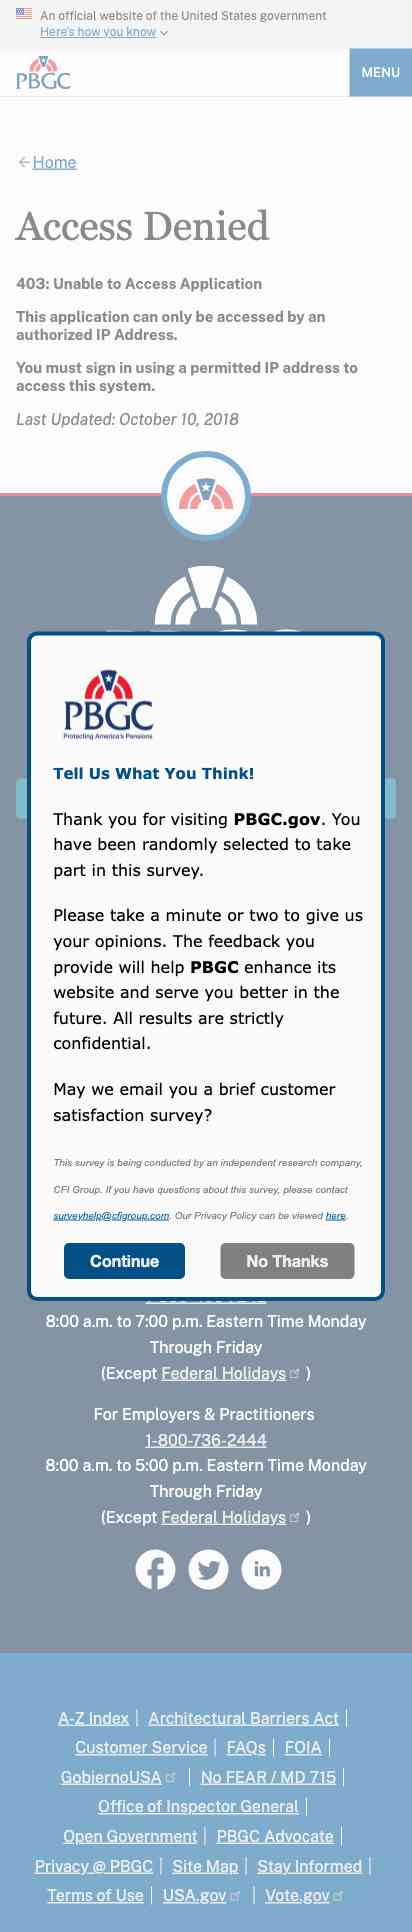 An official website of the United States government
Here's how you know
PBGC
MENU
Home
Access Denied
403: Unable to Access Application
This application can only be accessed by an
authorized IP Address.
You must sign in using a permitted IP address to
access this system.
Last Updated: October 10, 2018
PBGC
Protecting America's Pensions
Tell Us What You Think!
Thank you for visiting PBGC.gov. You
have been randomly selected to take
part in this survey.
Please take a minute or two to give us
your opinions. The feedback you
provide will help PBGC enhance its
website and serve you better in the
future. All results are strictly
confidential.
May we email you a brief customer
satisfaction survey?
This survey is being conducted by an independent research company,
CFI Group. If you have questions about this survey, please contact
surveyhelp@cfigroup.com. Our Privacy Policy can be viewed here.
Continue
No Thanks
8:00 a.m. to 7:00 p.m. Eastern Time Monday
Through Friday
(Except Federal Holidays )
For Employers & Practitioners
1-800-736-2444
8:00 a.m. to 5:00 p.m. Eastern Time Monday
Through Friday
(Except Federal Holidays )
A-Z Index | Architectural Barriers Act |
Customer Service | FAQs | FOIA |
GobiernoUSA | No FEAR / MD 715 |
Office of Inspector General |
Open Government | PBGC Advocate |
Privacy @ PBGC | Site Map | Stay Informed |
Terms of Use | USA.gov | Vote.gov